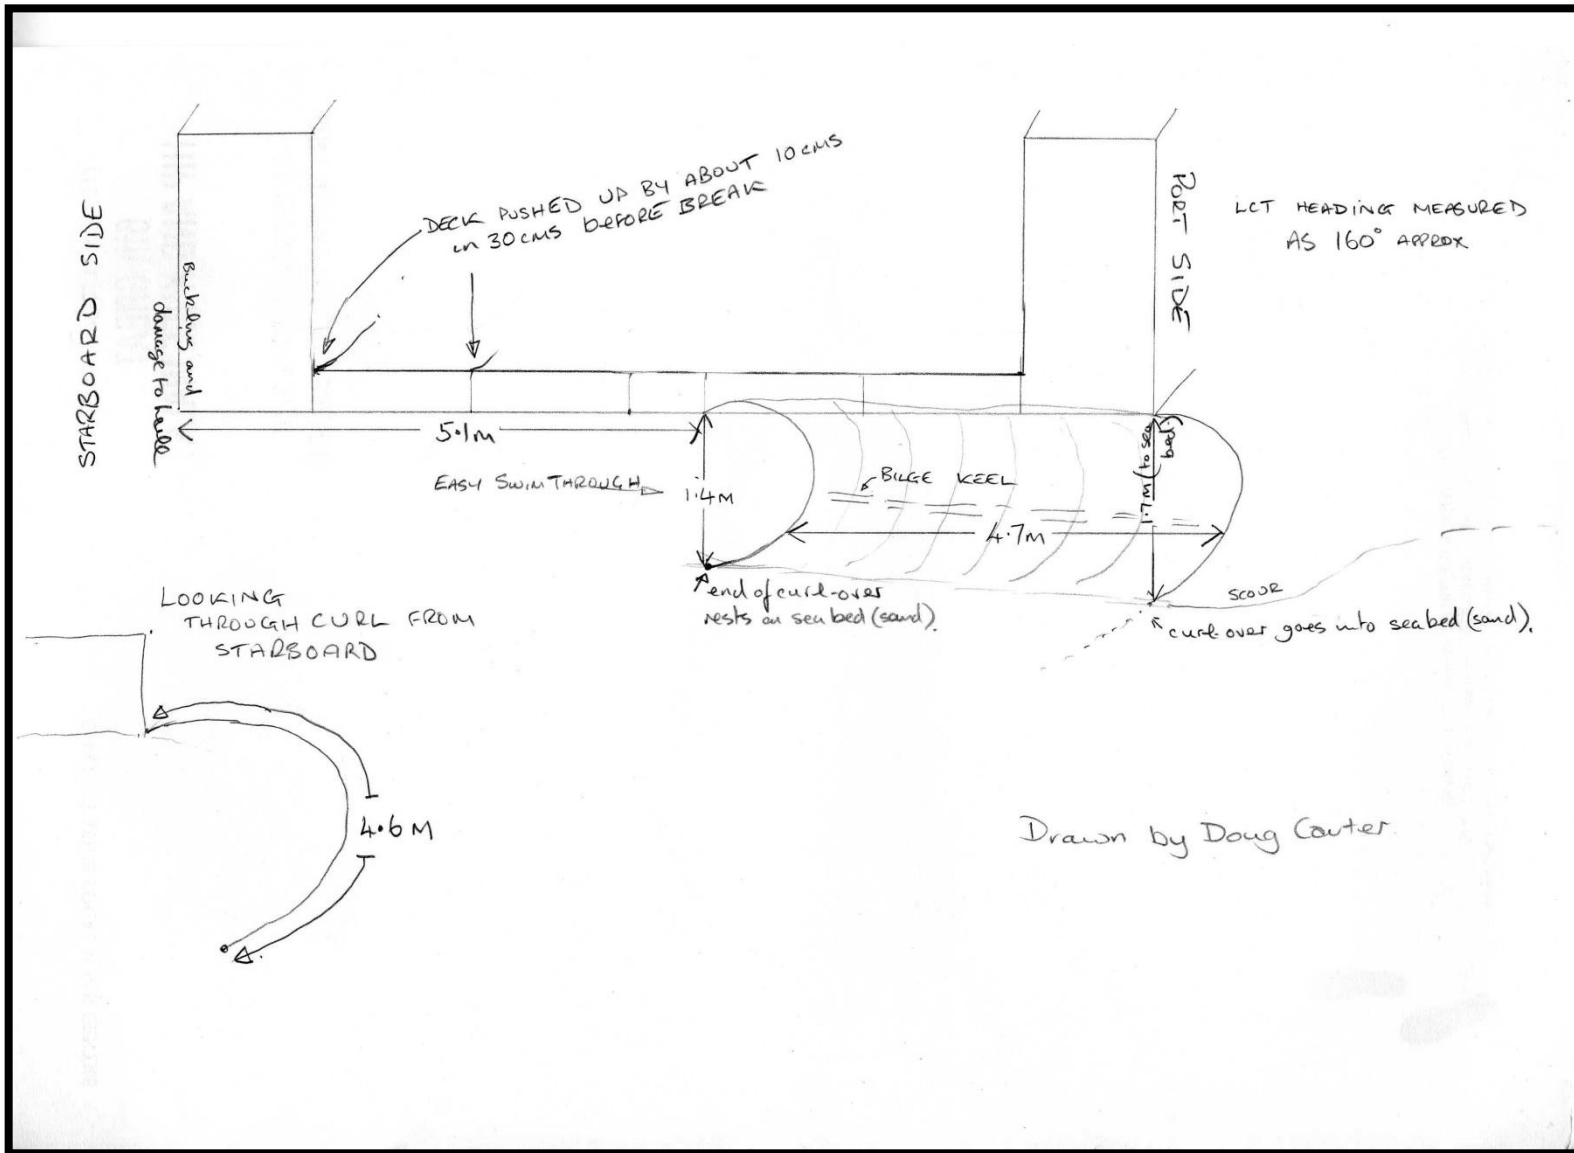 STARBOARD SIDE
Buckling and
damage to hull
DECK PUSHED UP BY ABOUT 10 CMS
in 30 cms before BREAK
PORT SIDE
LCT HEADING MEASURED
AS 160° APPROX
5.1M
EASY SWIM THROUGH
1.4M
BILGE KEEL
4.7M
1.7M (to sea
bed)
end of curl-over
rests on sea bed (sand).
SCOUR
curl-over goes into seabed (sand).
LOOKING
THROUGH CURL FROM
STARBOARD
4.6M
Drawn by Doug Carter